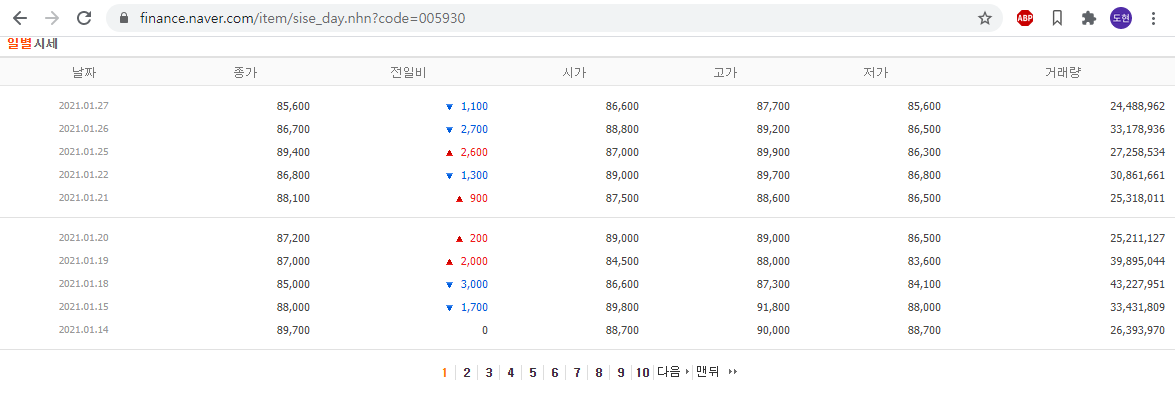 finance.naver.com/item/sise_day.nhn?code=005930 ABP 도현
일별시세
날짜 종가 전일비 시가 고가 저가 거래량
2021.01.27 85,600 ▼ 1,100 86,600 87,700 85,600 24,488,962
2021.01.26 86,700 ▼ 2,700 88,800 89,200 86,500 33,178,936
2021.01.25 89,400 ▲ 2,600 87,000 89,900 86,300 27,258,534
2021.01.22 86,800 ▼ 1,300 89,000 89,700 86,800 30,861,661
2021.01.21 88,100 ▲ 900 87,500 88,600 86,500 25,318,011
2021.01.20 87,200 ▲ 200 89,000 89,000 86,500 25,211,127
2021.01.19 87,000 ▲ 2,000 84,500 88,000 83,600 39,895,044
2021.01.18 85,000 ▼ 3,000 86,600 87,300 84,100 43,227,951
2021.01.15 88,000 ▼ 1,700 89,800 91,800 88,000 33,431,809
2021.01.14 89,700 0 88,700 90,000 88,700 26,393,970
1 2 3 4 5 6 7 8 9 10 다음 맨뒤